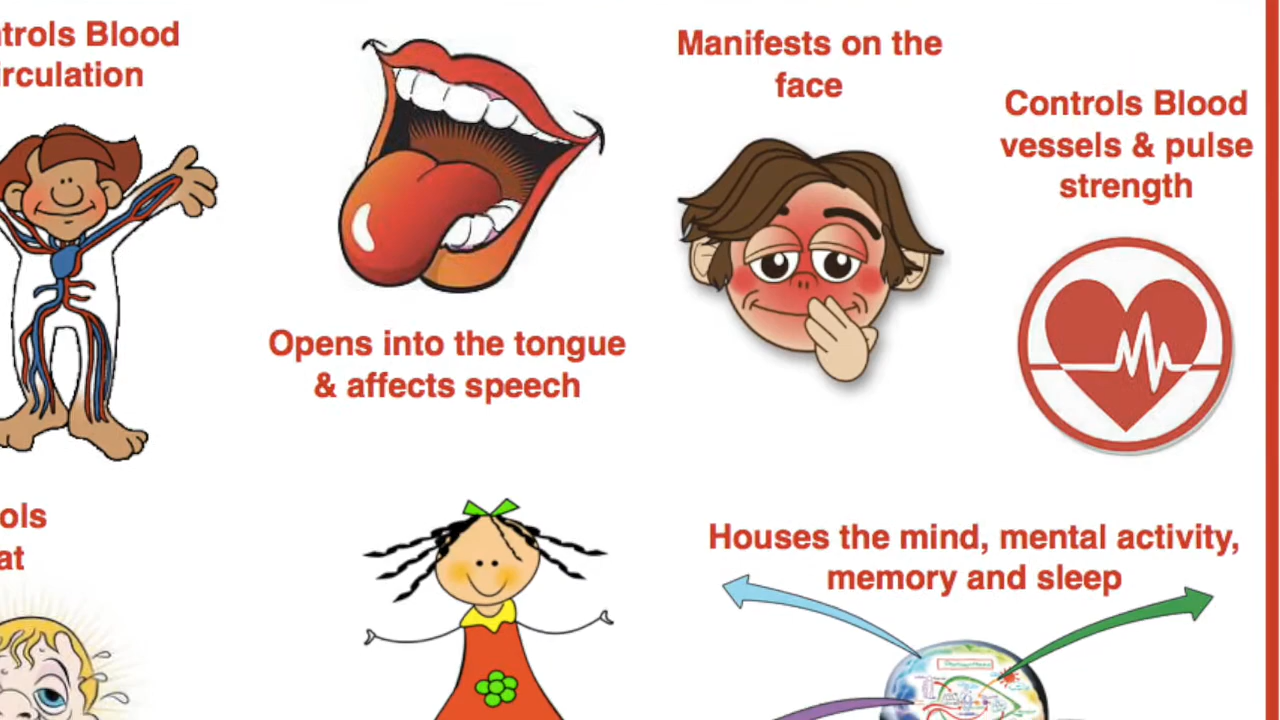 ntrols Blood
irculation
Manifests on the
face
Controls Blood
vessels & pulse
strength
Opens into the tongue
& affects speech
ols
at
Houses the mind, mental activity,
memory and sleep